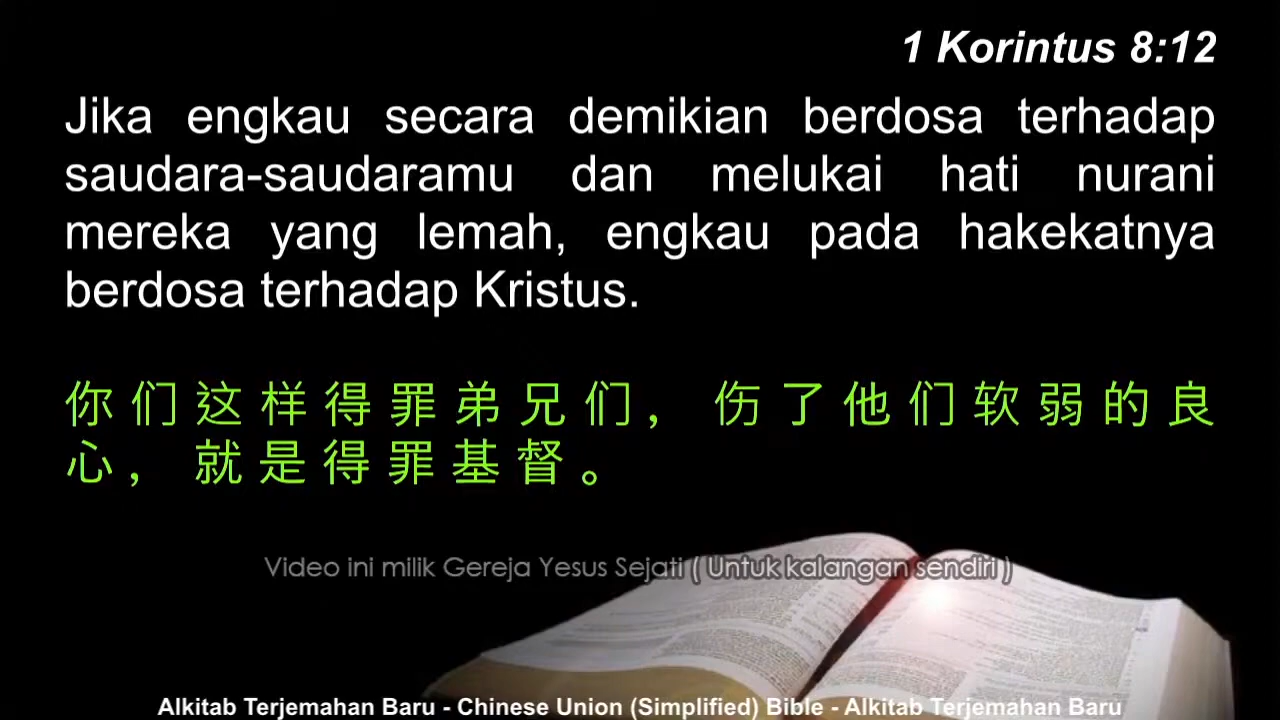 1 Korintus 8:12
Jika engkau secara demikian berdosa terhadap
saudara-saudaramu dan melukai hati nurani
mereka yang lemah, engkau pada hakekatnya
berdosa terhadap Kristus.
你们这样得罪弟兄们，伤了他们软弱的良
心，就是得罪基督。
Video ini milik Gereja Yesus Sejati ( Untuk kalangan sendiri )
Alkitab Terjemahan Baru - Chinese Union (Simplified) Bible - Alkitab Terjemahan Baru